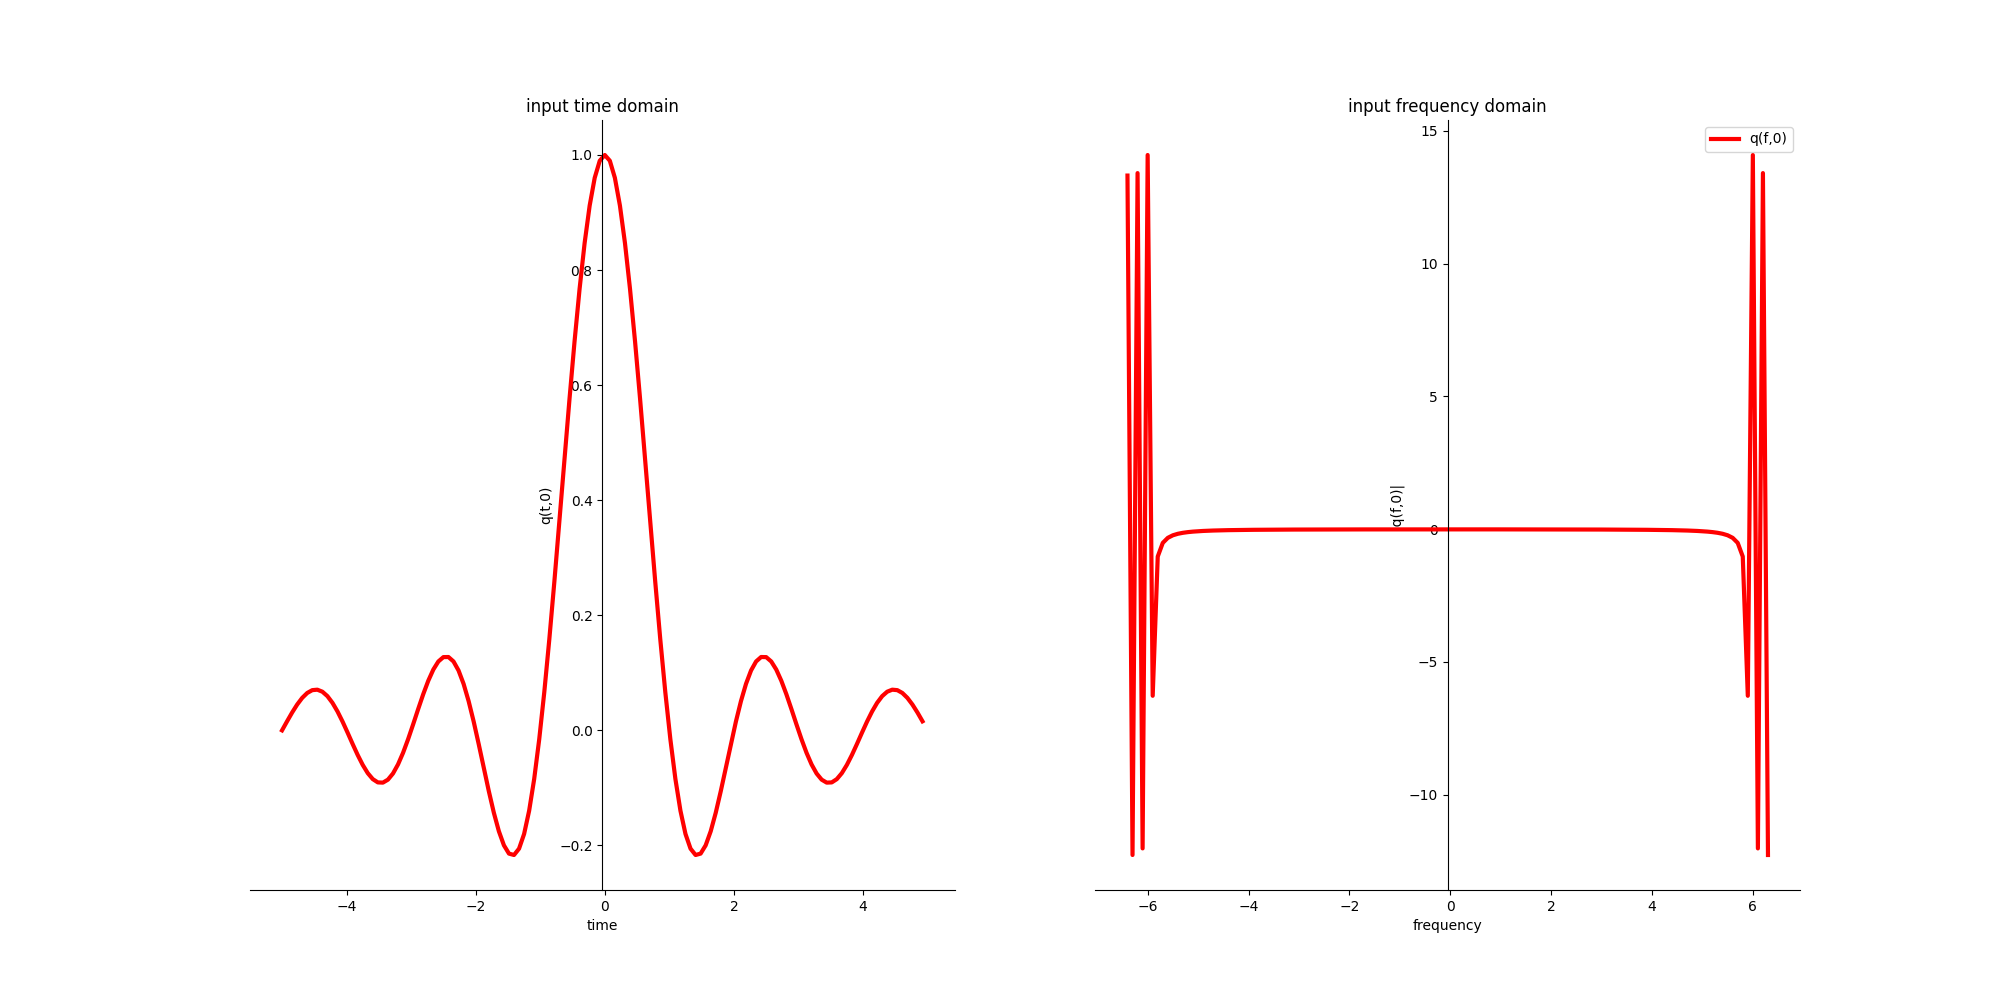 input time domain
1.0
0.8
0.6
0.4
0.2
0.0
−0.2
q(t,0)
−4 −2 0 2 4
time
input frequency domain
q(f,0)
15
10
5
0
−5
−10
q(f,0)|
−6 −4 −2 0 2 4 6
frequency